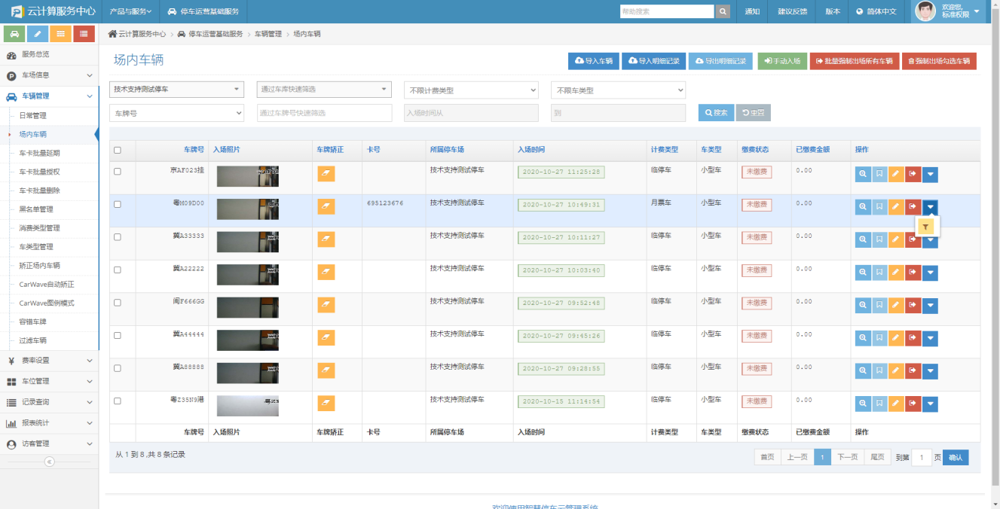 云计算服务中心 产品与服务 停车运营基础服务 帮助搜索 通知 建议反馈 版本 简体中文 欢迎您, 标准权限
云计算服务中心 > 停车运营基础服务 > 车辆管理 > 场内车辆
服务总览
车场信息
车辆管理
日常管理
场内车辆
车卡批量延期
车卡批量授权
车卡批量删除
黑名单管理
消费类型管理
车类型管理
矫正场内车辆
CarWave自动矫正
CarWave图例模式
容错车牌
过滤车辆
费率设置
车位管理
记录查询
报表统计
访客管理
场内车辆
导入车辆 导入明细记录 导出明细记录 手动入场 批量强制出场所有车辆 强制出场勾选车辆
技术支持测试停车 通过车库快速筛选 不限计费类型 不限车类型
车牌号 通过车牌号快速筛选 入场时间从 到 搜索 重置
车牌号 入场照片 车牌矫正 卡号 所属停车场 入场时间 计费类型 车类型 缴费状态 已缴费金额 操作
京AF023挂 技术支持测试停车 2020-10-27 11:25:28 临停车 小型车 未缴费 0.00
粤M09D00 695123676 技术支持测试停车 2020-10-27 10:49:31 月票车 小型车 未缴费 0.00
冀A33333 技术支持测试停车 2020-10-27 10:11:27 临停车 小型车 未缴费 0.00
冀A22222 技术支持测试停车 2020-10-27 10:03:40 临停车 小型车 未缴费 0.00
闽F666GG 技术支持测试停车 2020-10-27 09:52:48 临停车 小型车 未缴费 0.00
冀A44444 技术支持测试停车 2020-10-27 09:45:26 临停车 小型车 未缴费 0.00
冀A88888 技术支持测试停车 2020-10-27 09:28:55 临停车 小型车 未缴费 0.00
粤Z35N9港 技术支持测试停车 2020-10-15 11:14:54 临停车 小型车 未缴费 0.00
车牌号 入场照片 车牌矫正 卡号 所属停车场 入场时间 计费类型 车类型 缴费状态 已缴费金额 操作
从 1 到 8 ,共 8 条记录 首页 上一页 1 下一页 尾页 到第 1 页 确认
欢迎使用智慧停车云管理系统